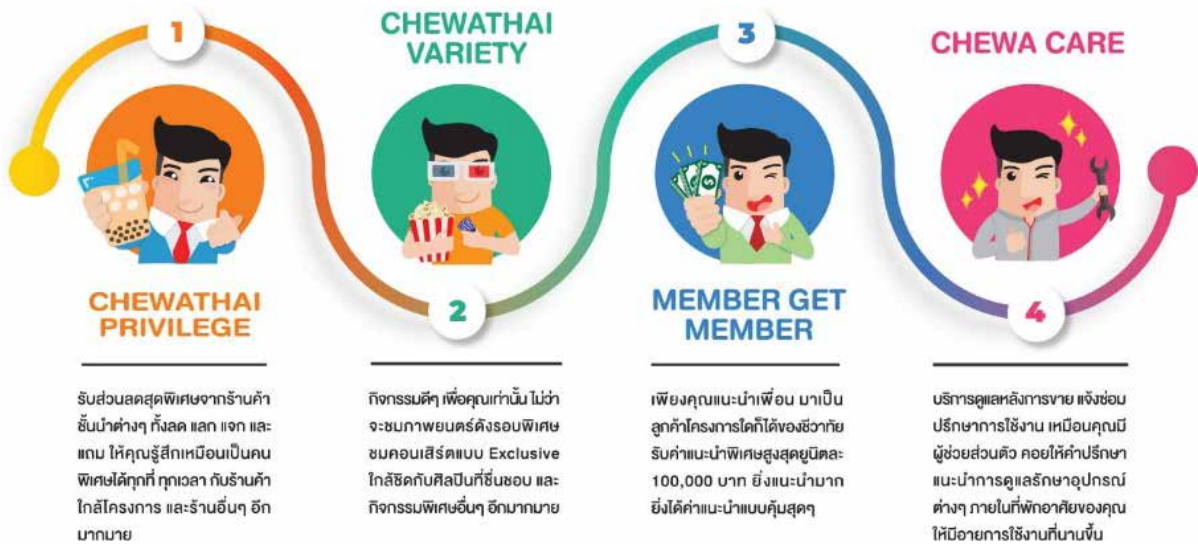 1
CHEWATHAI
PRIVILEGE
รับส่วนลดสุดพิเศษจากร้านค้า
ชั้นนำต่างๆ ทั้งลด แลก แจก และ
แถม ให้คุณรู้สึกเหมือนเป็นคน
พิเศษได้ทุกที่ ทุกเวลา กับร้านค้า
ใกล้โครงการ และร้านอื่นๆ อีก
มากมาย
CHEWATHAI
VARIETY
2
กิจกรรมดีๆ เพื่อคุณเท่านั้น ไม่ว่า
จะชมภาพยนตร์ดังรอบพิเศษ
ชมคอนเสิร์ตแบบ Exclusive
ใกล้ชิดกับศิลปินที่ชื่นชอบ และ
กิจกรรมพิเศษอื่นๆ อีกมากมาย
3
MEMBER GET
MEMBER
เพียงคุณแนะนำเพื่อน มาเป็น
ลูกค้าโครงการใดก็ได้ของชีวาทัย
รับค่าแนะนำพิเศษสูงสุดยูนิตละ
100,000 บาท ยิ่งแนะนำมาก
ยิ่งได้ค่าแนะนำแบบคุ้มสุดๆ
CHEWA CARE
4
บริการดูแลหลังการขาย แจ้งซ่อม
ปรึกษาการใช้งาน เหมือนคุณมี
ผู้ช่วยส่วนตัว คอยให้คำปรึกษา
แนะนำการดูแลรักษาอุปกรณ์
ต่างๆ ภายในที่พักอาศัยของคุณ
ให้มีอายุการใช้งานที่นานขึ้น